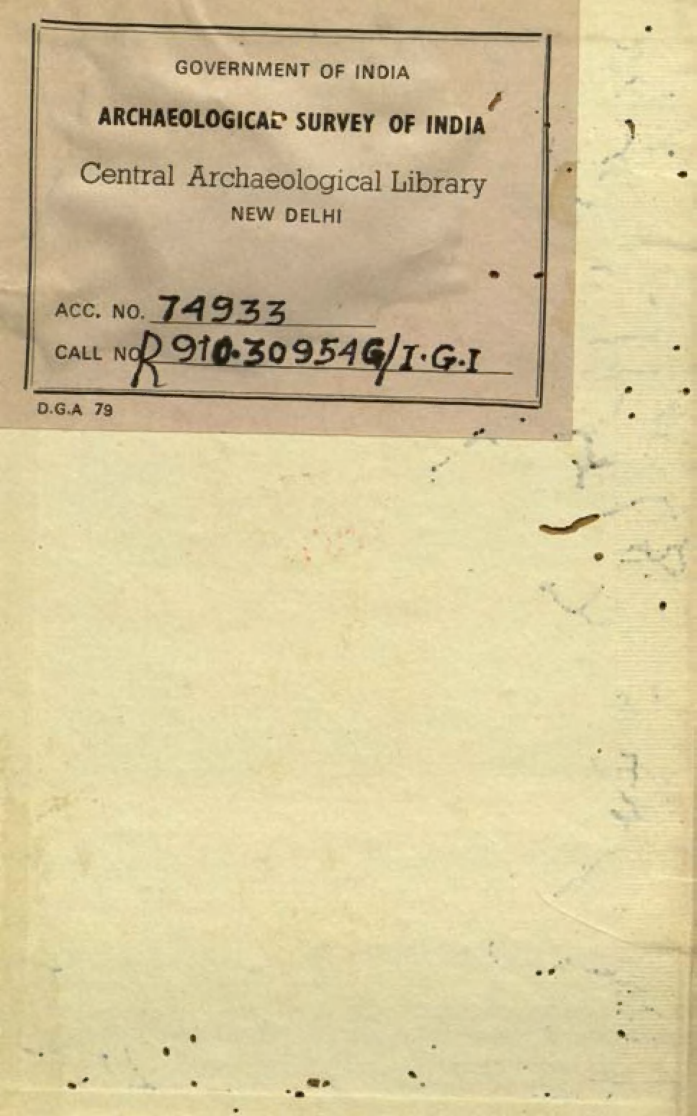 GOVERNMENT OF INDIA
ARCHAEOLOGICAL SURVEY OF INDIA
Central Archaeological Library
NEW DELHI
ACC. NO. 74933
CALL NO. R 910.30954G/I.G.I
D.G.A 79